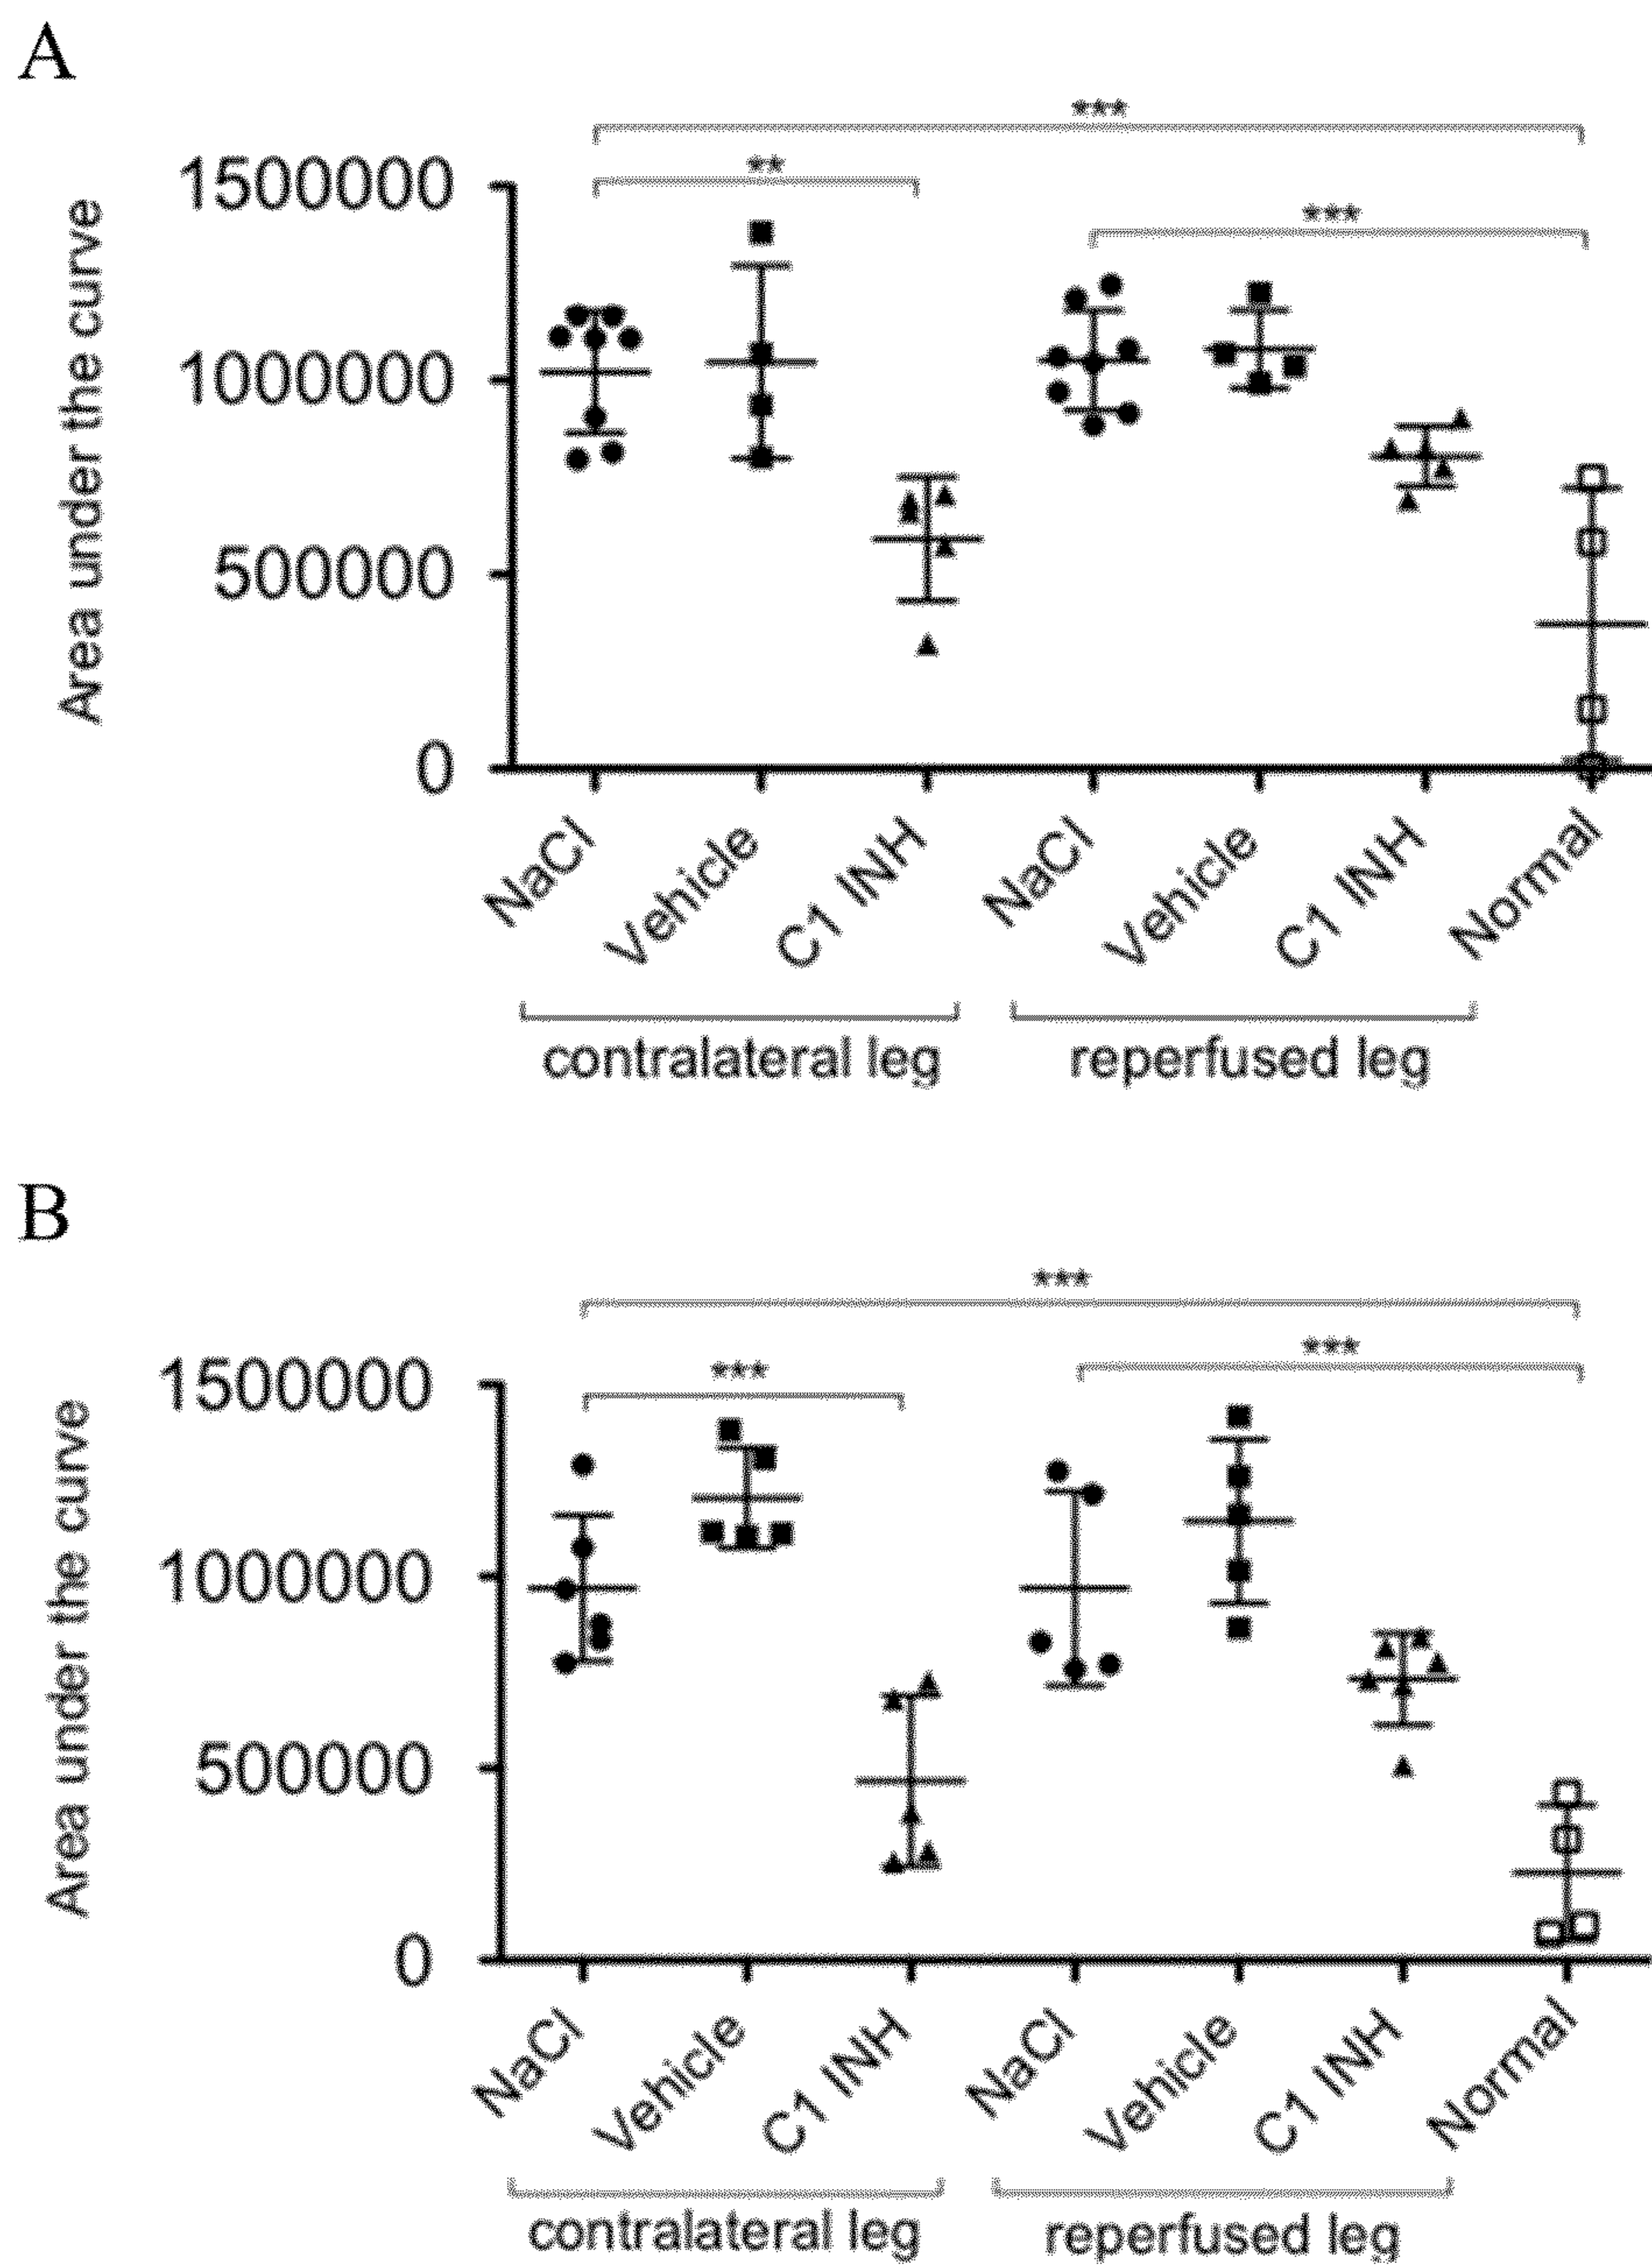 A
***
**
***
1500000
1000000
500000
0
Area under the curve
NaCl
Vehicle
C1 INH
NaCl
Vehicle
C1 INH
Normal
contralateral leg
reperfused leg
B
***
***
***
1500000
1000000
500000
0
Area under the curve
NaCl
Vehicle
C1 INH
NaCl
Vehicle
C1 INH
Normal
contralateral leg
reperfused leg